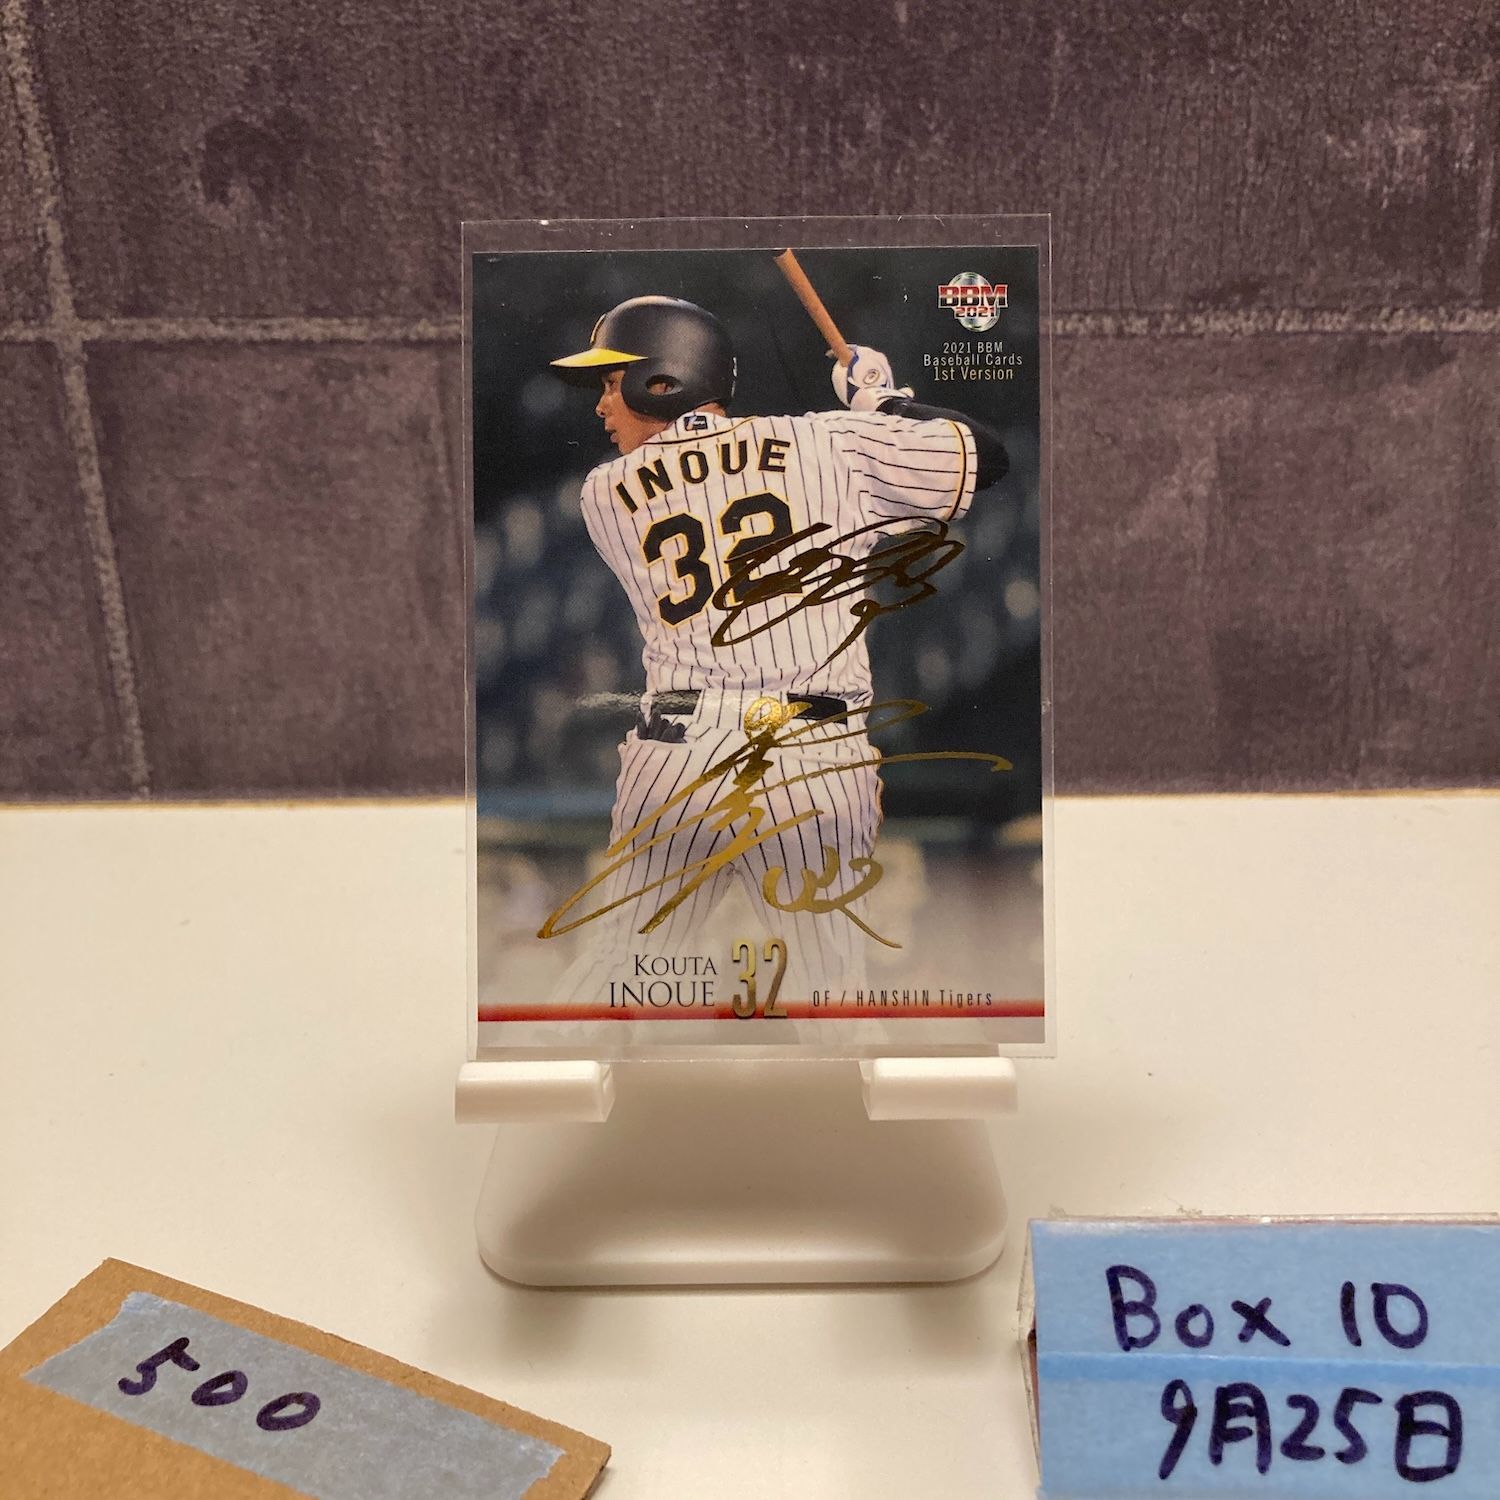 BBM
2021
2021 BBM
Baseball Cards
1st Version
INOUE
32
KOUTA
INOUE 32 OF / HANSHIN Tigers
500
Box 10
9月25日